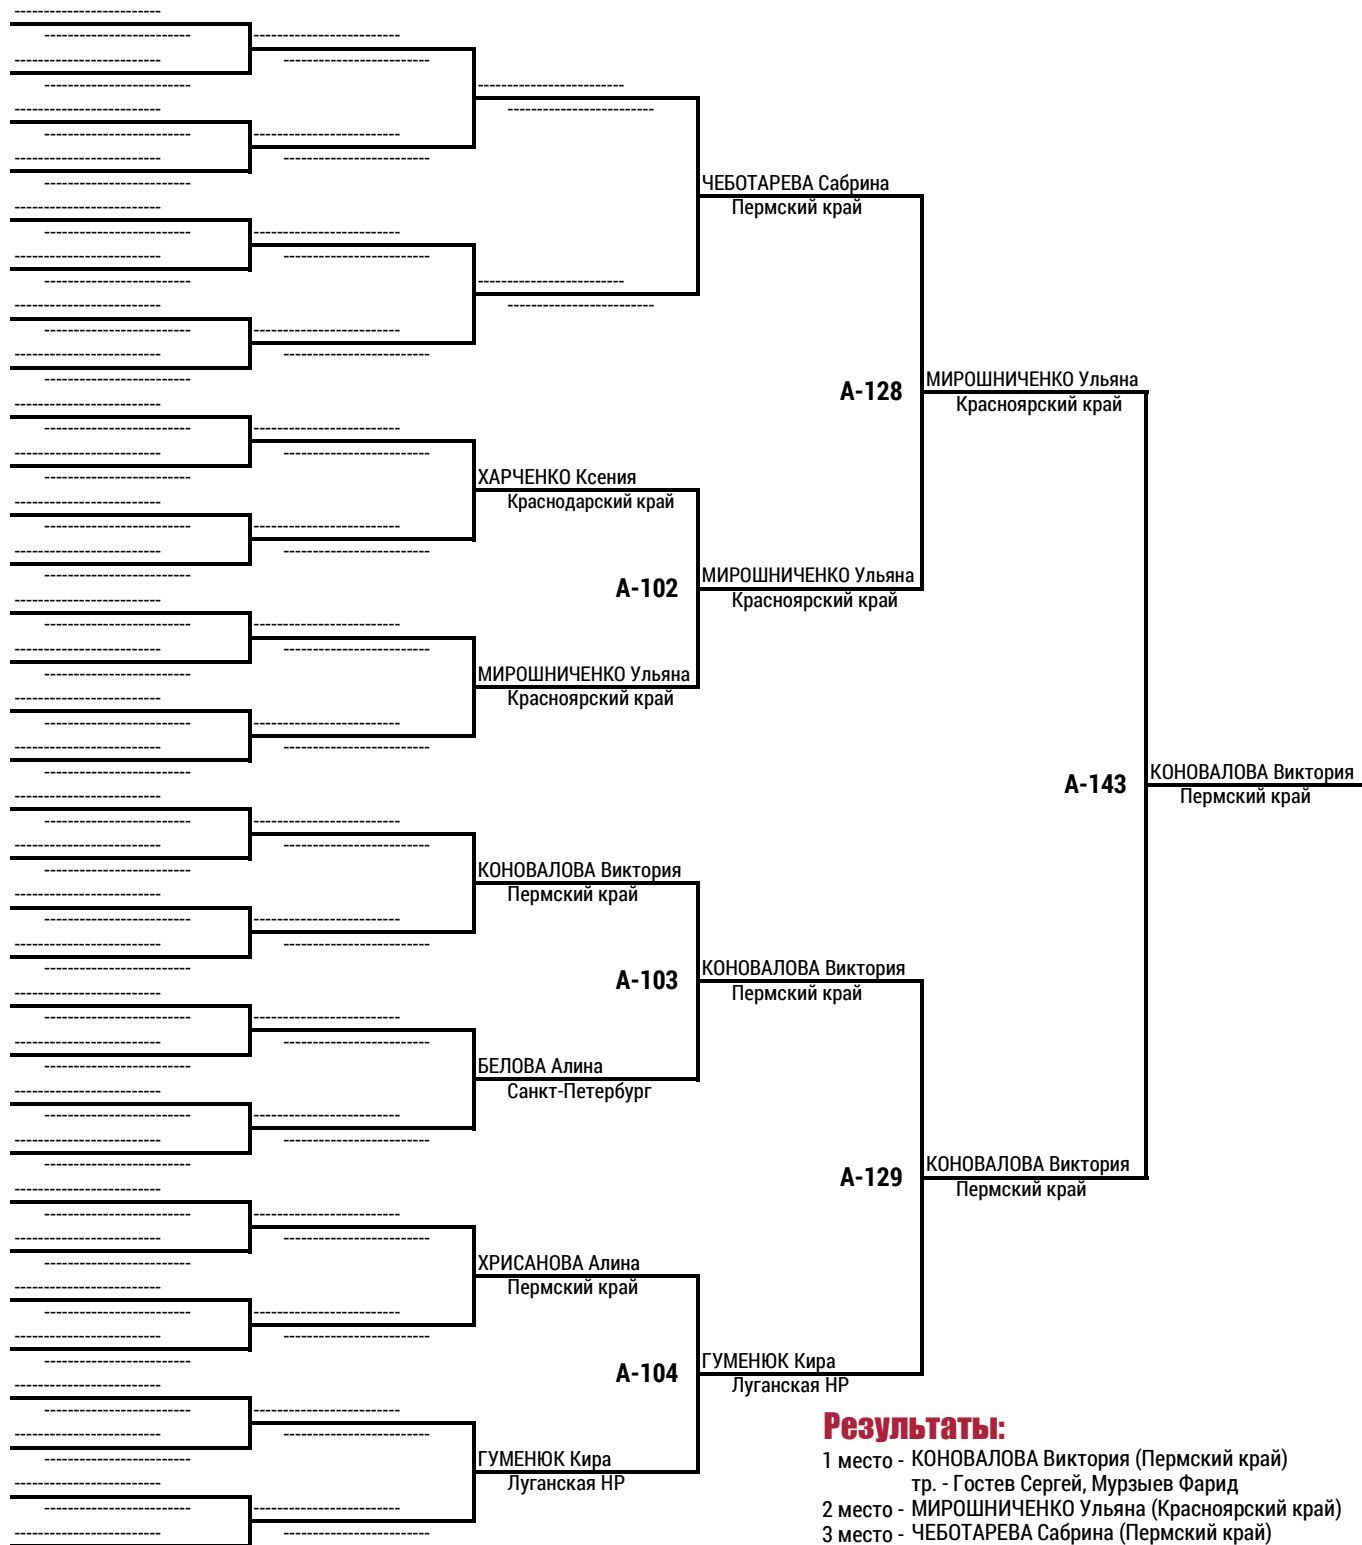 ЧЕБОТАРЕВА Сабрина
Пермский край
А-128
МИРОШНИЧЕНКО Ульяна
Красноярский край
ХАРЧЕНКО Ксения
Краснодарский край
А-102
МИРОШНИЧЕНКО Ульяна
Красноярский край
МИРОШНИЧЕНКО Ульяна
Красноярский край
А-143
КОНОВАЛОВА Виктория
Пермский край
КОНОВАЛОВА Виктория
Пермский край
А-103
КОНОВАЛОВА Виктория
Пермский край
БЕЛОВА Алина
Санкт-Петербург
А-129
КОНОВАЛОВА Виктория
Пермский край
ХРИСАНОВА Алина
Пермский край
А-104
ГУМЕНЮК Кира
Луганская НР
ГУМЕНЮК Кира
Луганская НР
Результаты:
1 место - КОНОВАЛОВА Виктория (Пермский край)
тр. - Гостев Сергей, Мурзыев Фарид
2 место - МИРОШНИЧЕНКО Ульяна (Красноярский край)
3 место - ЧЕБОТАРЕВА Сабрина (Пермский край)